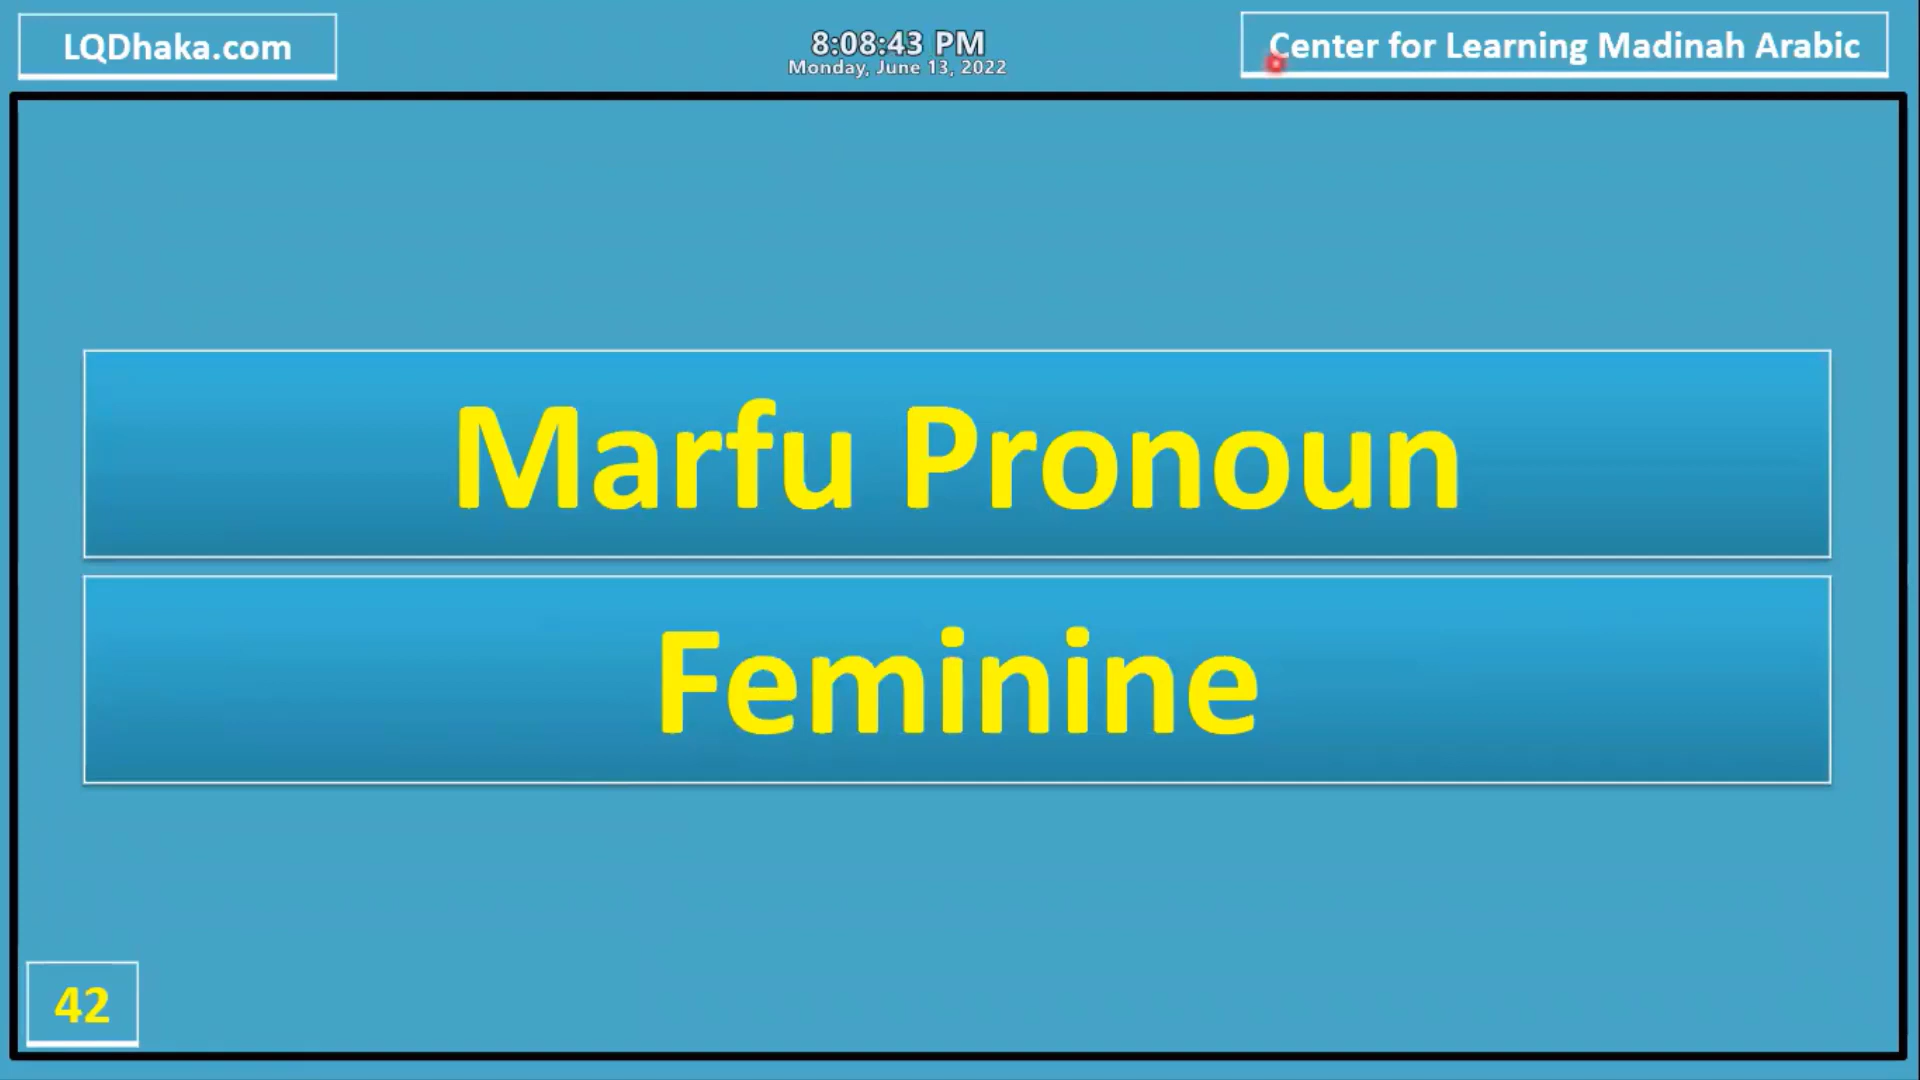 LQDhaka.com
8:08:43 PM
Monday, June 13, 2022
Center for Learning Madinah Arabic
Marfu Pronoun
Feminine
42